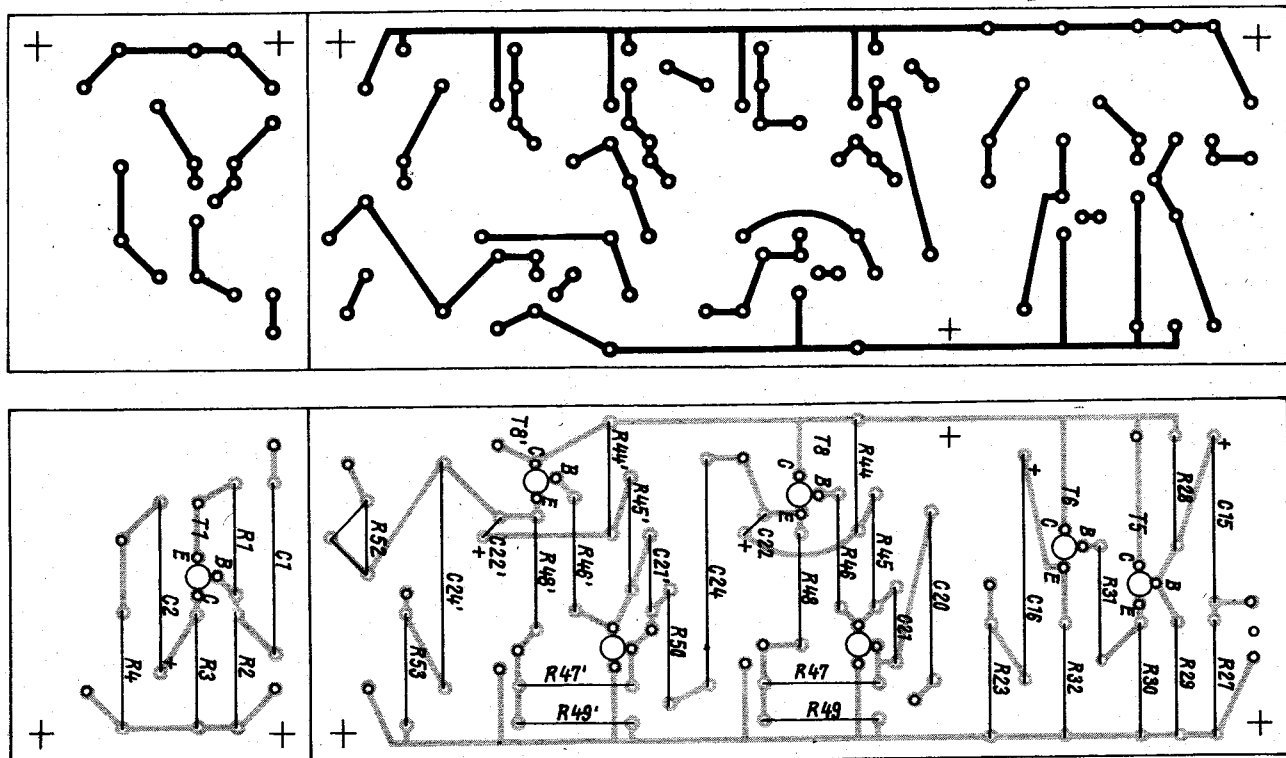 T8'
C
B
E
R44'
R45'
T8
C
B
E
R44
R45
R28
C15
T6
C
B
E
T5
C
B
E
R1
C1
T1
E
B
C
R52
C22'
R48'
R46'
C21'
C22
R48
R46
C20
C16
R31
C2
C24'
R50
C24
C21
R4
R3
R2
R53
R47'
R47
R23
R32
R30
R29
R27
R49'
R49
+
+
+
+
+